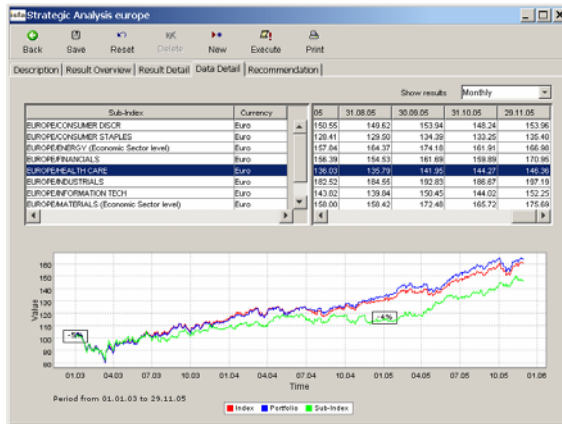 Strategic Analysis europe
Back Save Reset Delete New Execute Print
Description Result Overview Result Detail Data Detail Recommendation
Show results Monthly
Sub-Index Currency 05 31.08.05 30.09.05 31.10.05 29.11.05
EUROPE/CONSUMER DISCR Euro 150.55 149.62 153.94 148.24 153.96
EUROPE/CONSUMER STAPLES Euro 128.41 129.50 134.39 133.25 135.40
EUROPE/ENERGY (Economic Sector level) Euro 157.84 164.37 174.18 161.91 166.98
EUROPE/FINANCIALS Euro 156.39 154.53 161.69 159.89 170.95
EUROPE/HEALTH CARE Euro 136.03 135.79 141.95 144.27 146.36
EUROPE/INDUSTRIALS Euro 182.52 184.55 192.83 186.67 197.19
EUROPE/INFORMATION TECH Euro 143.02 139.84 150.45 144.02 152.25
EUROPE/MATERIALS (Economic Sector level) Euro 158.00 158.42 172.48 165.72 175.69
160
150
140
130
120
110
100
90
80
Value
-5%
-4%
01.03 04.03 07.03 10.03 01.04 04.04 07.04 10.04 01.05 04.05 07.05 10.05 01.06
Time
Period from 01.01.03 to 29.11.05
Index Portfolio Sub-Index